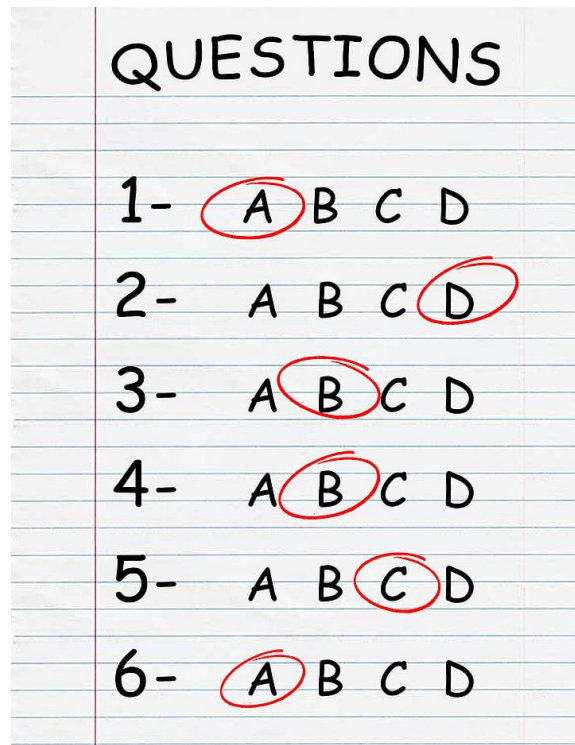 QUESTIONS
1- A B C D
2- A B C D
3- A B C D
4- A B C D
5- A B C D
6- A B C D